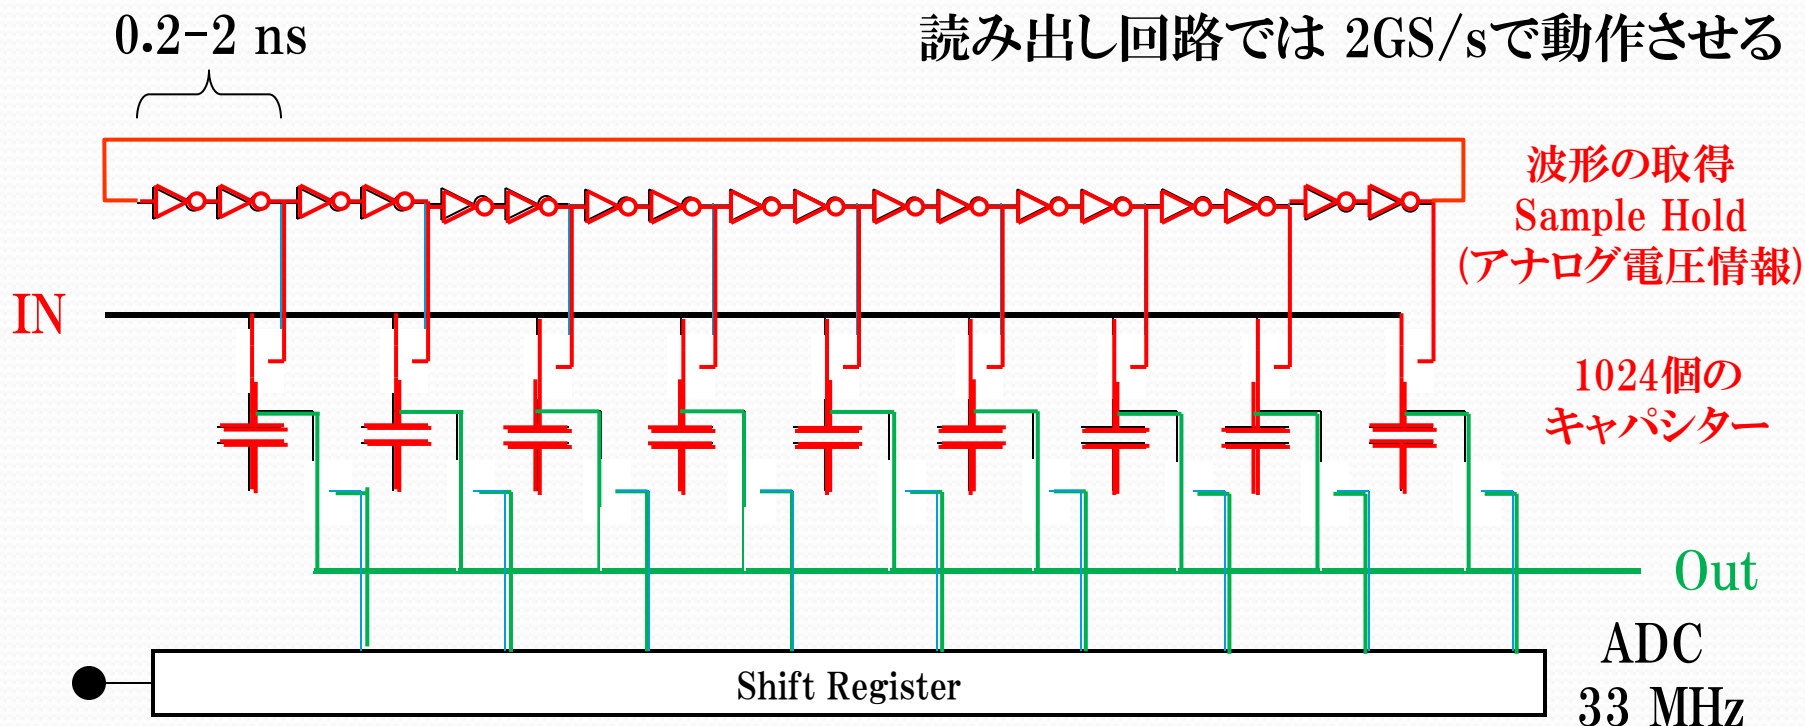 0.2-2 ns
読み出し回路では 2GS/sで動作させる
波形の取得
Sample Hold
(アナログ電圧情報)
IN
1024個の
キャパシター
Out
ADC
33 MHz
Shift Register